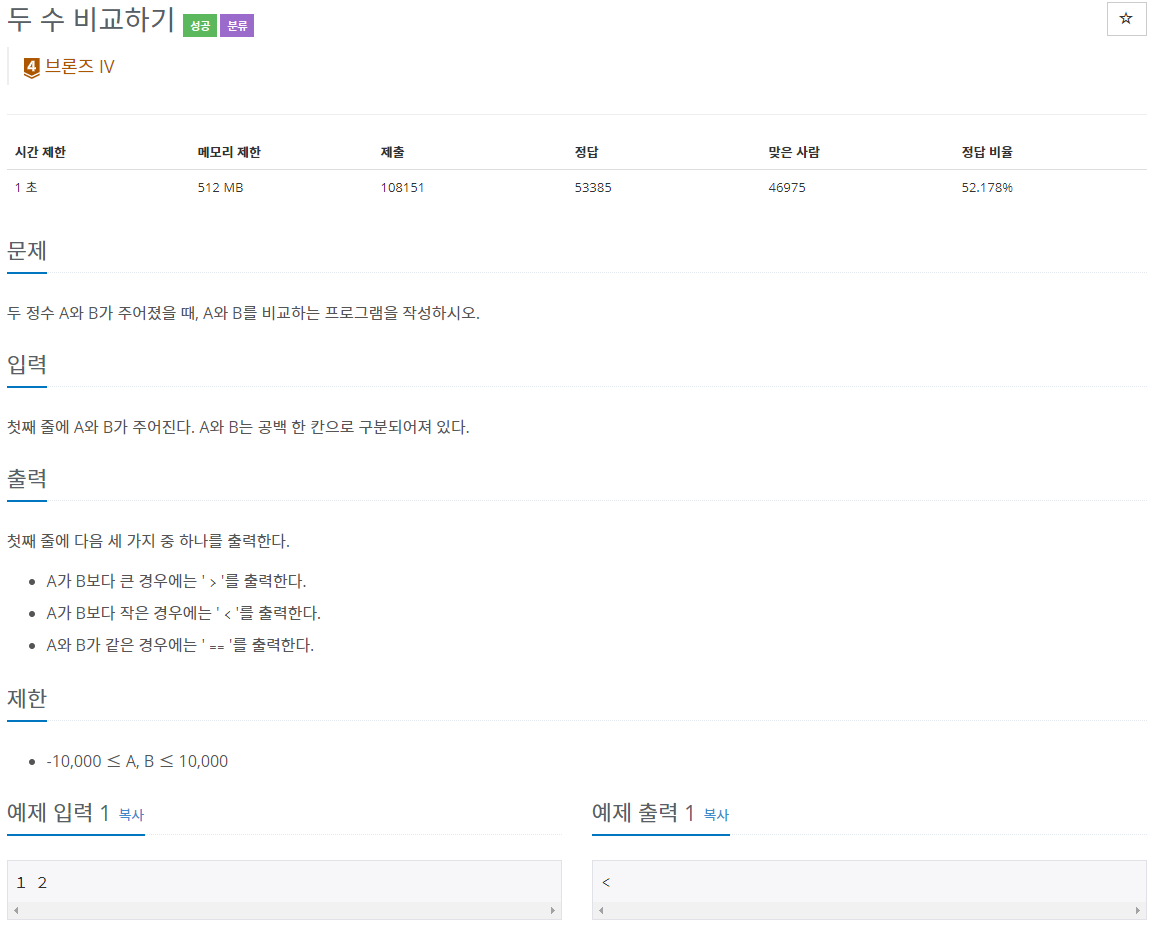 두 수 비교하기 성공 분류
☆
4 브론즈 IV
시간 제한 메모리 제한 제출 정답 맞은 사람 정답 비율
1 초 512 MB 108151 53385 46975 52.178%
문제
두 정수 A와 B가 주어졌을 때, A와 B를 비교하는 프로그램을 작성하시오.
입력
첫째 줄에 A와 B가 주어진다. A와 B는 공백 한 칸으로 구분되어져 있다.
출력
첫째 줄에 다음 세 가지 중 하나를 출력한다.
• A가 B보다 큰 경우에는 ' > '를 출력한다.
• A가 B보다 작은 경우에는 ' < '를 출력한다.
• A와 B가 같은 경우에는 ' == '를 출력한다.
제한
• -10,000 ≤ A, B ≤ 10,000
예제 입력 1 복사
1 2
예제 출력 1 복사
<